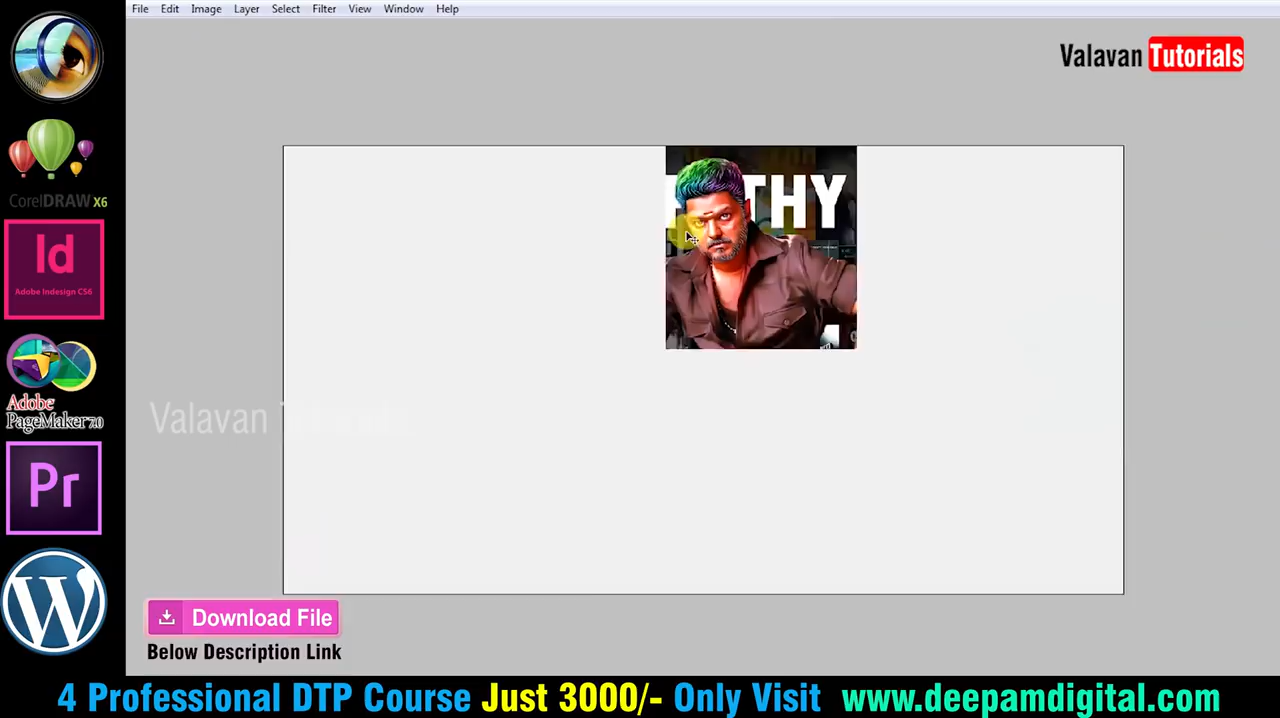 File Edit Image Layer Select Filter View Window Help
Valavan Tutorials
THY
CorelDRAW X6
Id
Adobe Indesign CS6
Valavan
Adobe
PageMaker 7.0
Pr
W
Download File
Below Description Link
4 Professional DTP Course Just 3000/- Only Visit www.deepamdigital.com